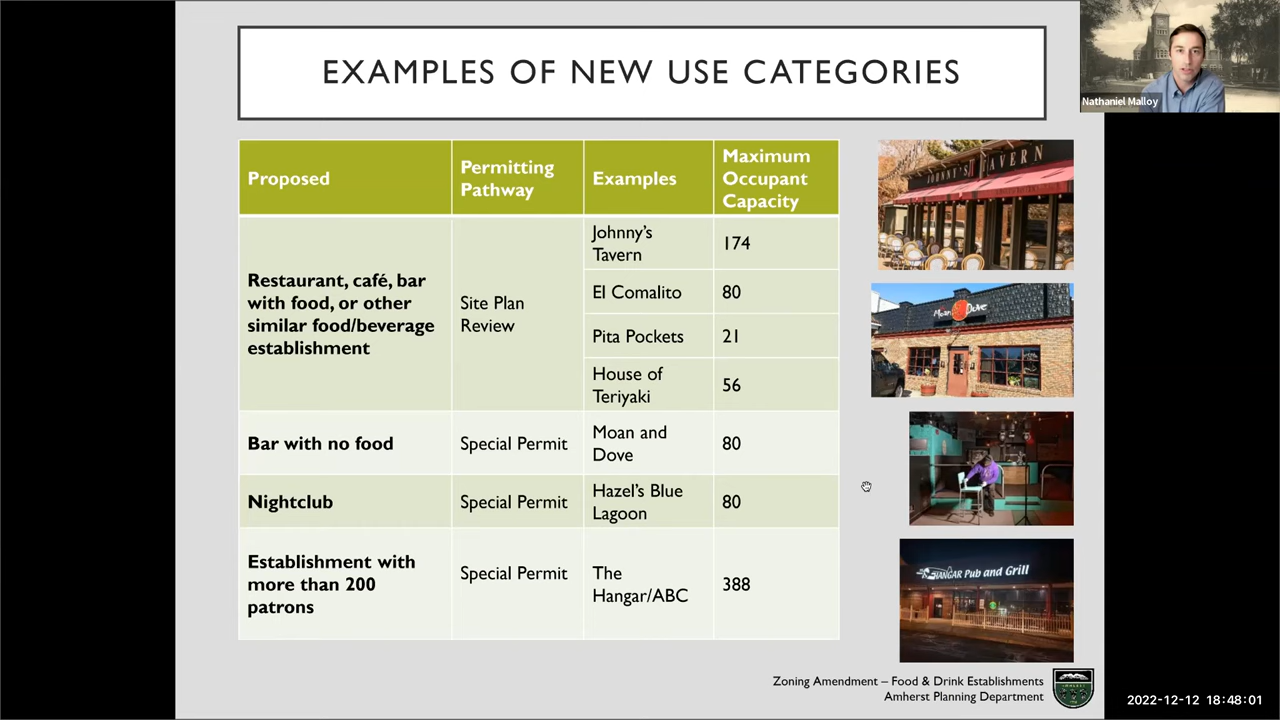 EXAMPLES OF NEW USE CATEGORIES
Nathaniel Malloy
Proposed
Permitting
Pathway
Examples
Maximum
Occupant
Capacity
Restaurant, café, bar
with food, or other
similar food/beverage
establishment
Site Plan
Review
Johnny's
Tavern
174
El Comalito
80
Pita Pockets
21
House of
Teriyaki
56
Bar with no food
Special Permit
Moan and
Dove
80
Nightclub
Special Permit
Hazel's Blue
Lagoon
80
Establishment with
more than 200
patrons
Special Permit
The
Hangar/ABC
388
JOHNNY'S TAVERN
Moan Dove
HANGAR Pub and Grill
Zoning Amendment – Food & Drink Establishments
Amherst Planning Department
2022-12-12 18:48:01